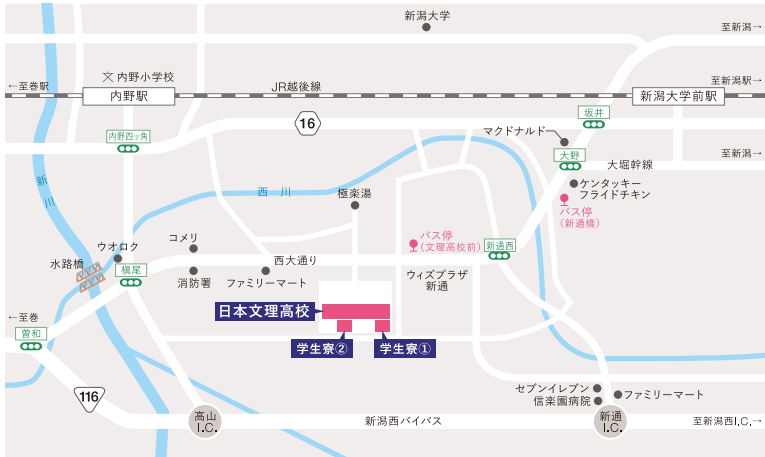 新潟大学
至新潟→
内野小学校
←至巻駅
JR越後線
至新潟駅→
内野駅
新潟大学前駅
坂井
16
マクドナルド
内野四ッ角
大野
大堀幹線
至新潟→
新川
西川
極楽湯
ケンタッキー
フライドチキン
バス停
(新通橋)
コメリ
バス停
(文理高校前)
新通西
ウオロク
水路橋
槇尾
西大通り
消防署
ファミリーマート
ウィズプラザ
新通
日本文理高校
←至巻
曽和
学生寮②
学生寮①
116
セブンイレブン
信楽園病院
ファミリーマート
高山
I.C.
新潟西バイパス
新通
I.C.
至新潟西I.C.→